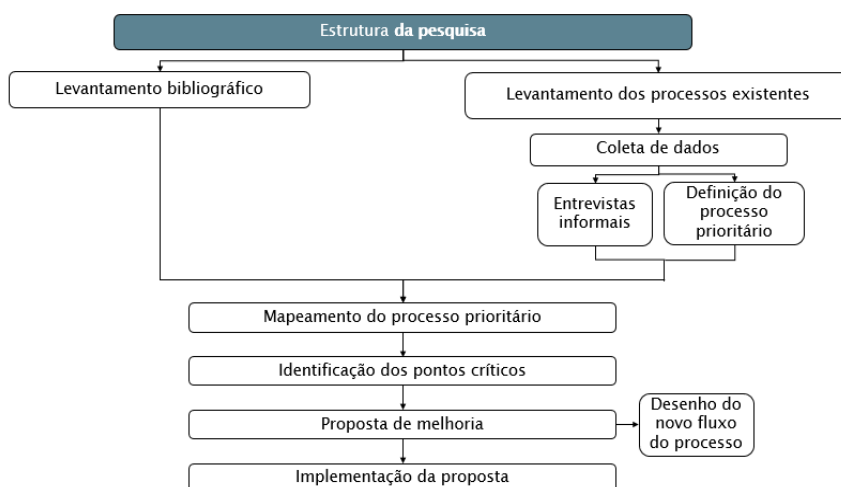 Estrutura da pesquisa
Levantamento bibliográfico
Levantamento dos processos existentes
Coleta de dados
Entrevistas
informais
Definição do
processo
prioritário
Mapeamento do processo prioritário
Identificação dos pontos críticos
Proposta de melhoria
Desenho do
novo fluxo
do processo
Implementação da proposta